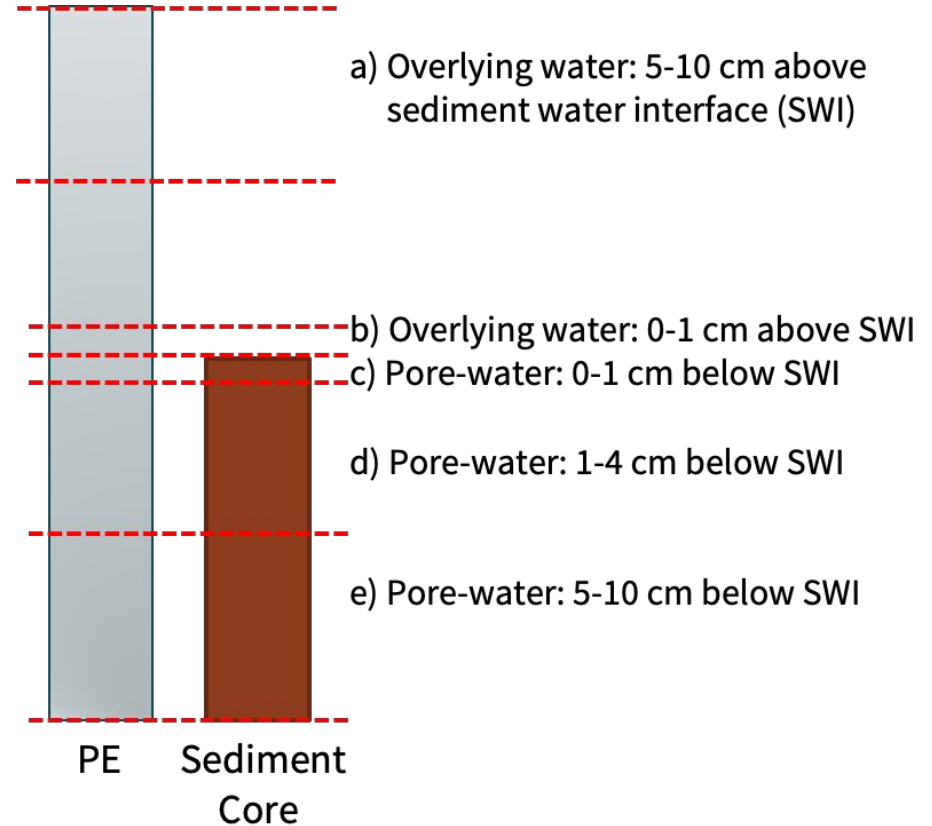 a) Overlying water: 5-10 cm above
sediment water interface (SWI)
b) Overlying water: 0-1 cm above SWI
c) Pore-water: 0-1 cm below SWI
d) Pore-water: 1-4 cm below SWI
e) Pore-water: 5-10 cm below SWI
PE
Sediment
Core